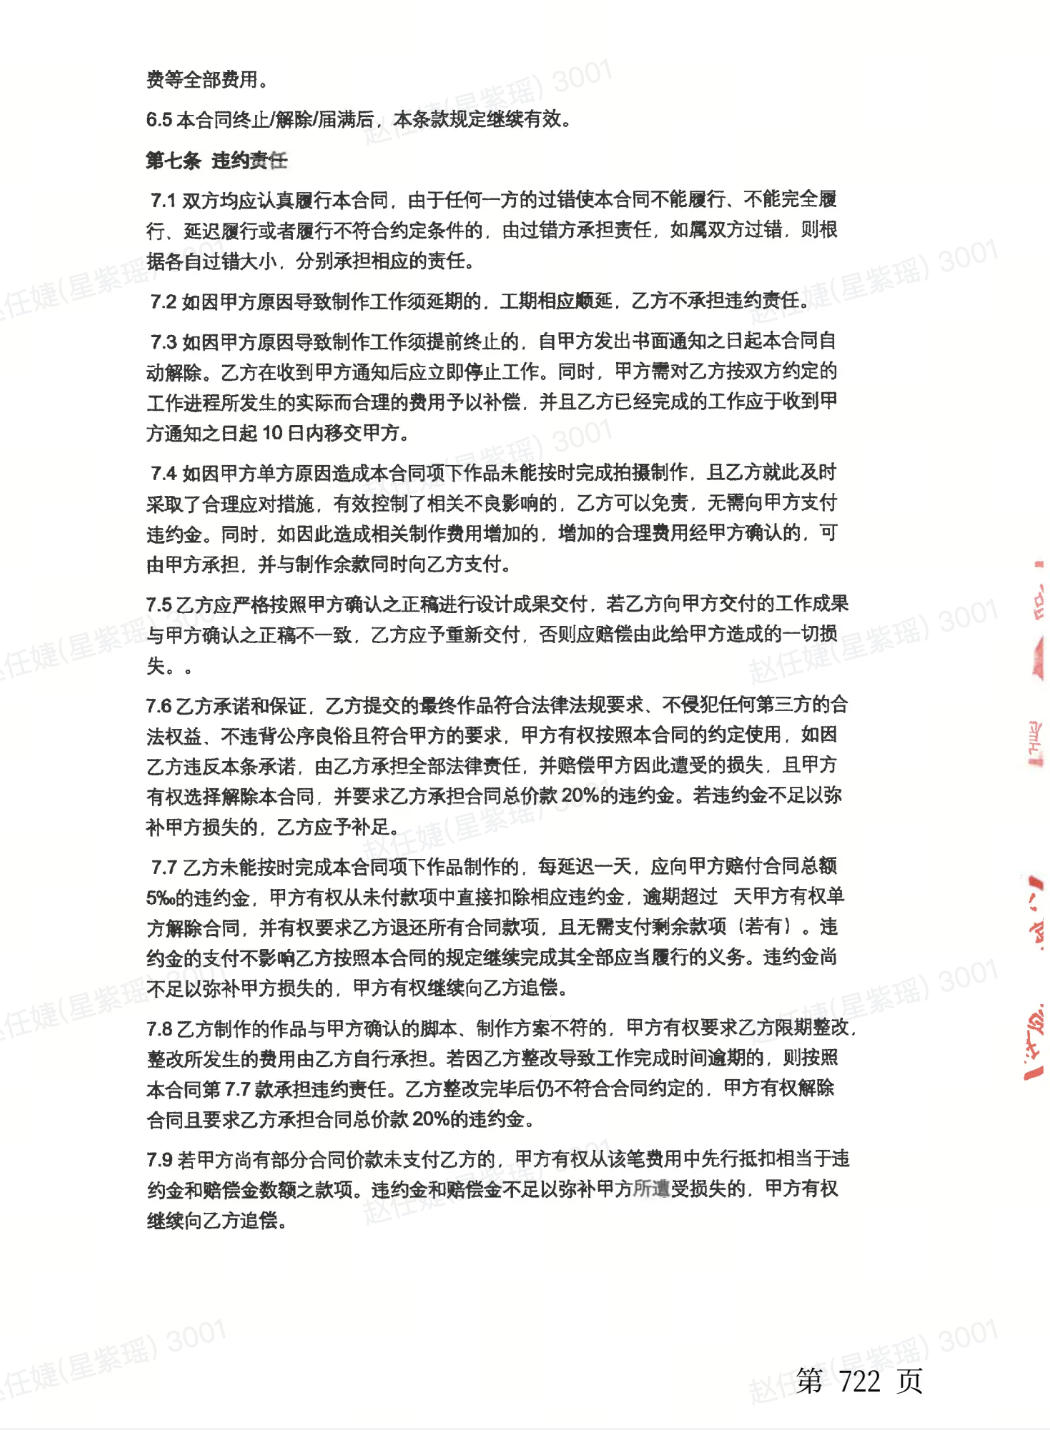 费等全部费用。
6.5 本合同终止/解除/届满后，本条款规定继续有效。
第七条 违约责任
7.1 双方均应认真履行本合同，由于任何一方的过错使本合同不能履行、不能完全履
行、延迟履行或者履行不符合约定条件的，由过错方承担责任，如属双方过错，则根
据各自过错大小，分别承担相应的责任。
7.2 如因甲方原因导致制作工作须延期的，工期相应顺延，乙方不承担违约责任。
7.3 如因甲方原因导致制作工作须提前终止的，自甲方发出书面通知之日起本合同自
动解除。乙方在收到甲方通知后应立即停止工作。同时，甲方需对乙方按双方约定的
工作进程所发生的实际而合理的费用予以补偿，并且乙方已经完成的工作应于收到甲
方通知之日起 10 日内移交甲方。
7.4 如因甲方单方原因造成本合同项下作品未能按时完成拍摄制作，且乙方就此及时
采取了合理应对措施，有效控制了相关不良影响的，乙方可以免责，无需向甲方支付
违约金。同时，如因此造成相关制作费用增加的，增加的合理费用经甲方确认的，可
由甲方承担，并与制作余款同时向乙方支付。
7.5 乙方应严格按照甲方确认之正稿进行设计成果交付，若乙方向甲方交付的工作成果
与甲方确认之正稿不一致，乙方应予重新交付，否则应赔偿由此给甲方造成的一切损
失。。
7.6 乙方承诺和保证，乙方提交的最终作品符合法律法规要求、不侵犯任何第三方的合
法权益、不违背公序良俗且符合甲方的要求，甲方有权按照本合同的约定使用，如因
乙方违反本条承诺，由乙方承担全部法律责任，并赔偿甲方因此遭受的损失，且甲方
有权选择解除本合同，并要求乙方承担合同总价款 20%的违约金。若违约金不足以弥
补甲方损失的，乙方应予补足。
7.7 乙方未能按时完成本合同项下作品制作的，每延迟一天，应向甲方赔付合同总额
5‰的违约金，甲方有权从未付款项中直接扣除相应违约金，逾期超过 天甲方有权单
方解除合同，并有权要求乙方退还所有合同款项，且无需支付剩余款项（若有）。违
约金的支付不影响乙方按照本合同的规定继续完成其全部应当履行的义务。违约金尚
不足以弥补甲方损失的，甲方有权继续向乙方追偿。
7.8 乙方制作的作品与甲方确认的脚本、制作方案不符的，甲方有权要求乙方限期整改，
整改所发生的费用由乙方自行承担。若因乙方整改导致工作完成时间逾期的，则按照
本合同第 7.7 款承担违约责任。乙方整改完毕后仍不符合合同约定的，甲方有权解除
合同且要求乙方承担合同总价款 20%的违约金。
7.9 若甲方尚有部分合同价款未支付乙方的，甲方有权从该笔费用中先行抵扣相当于违
约金和赔偿金数额之款项。违约金和赔偿金不足以弥补甲方所遭受损失的，甲方有权
继续向乙方追偿。
第 722 页
赵任婕(星紫瑶) 3001